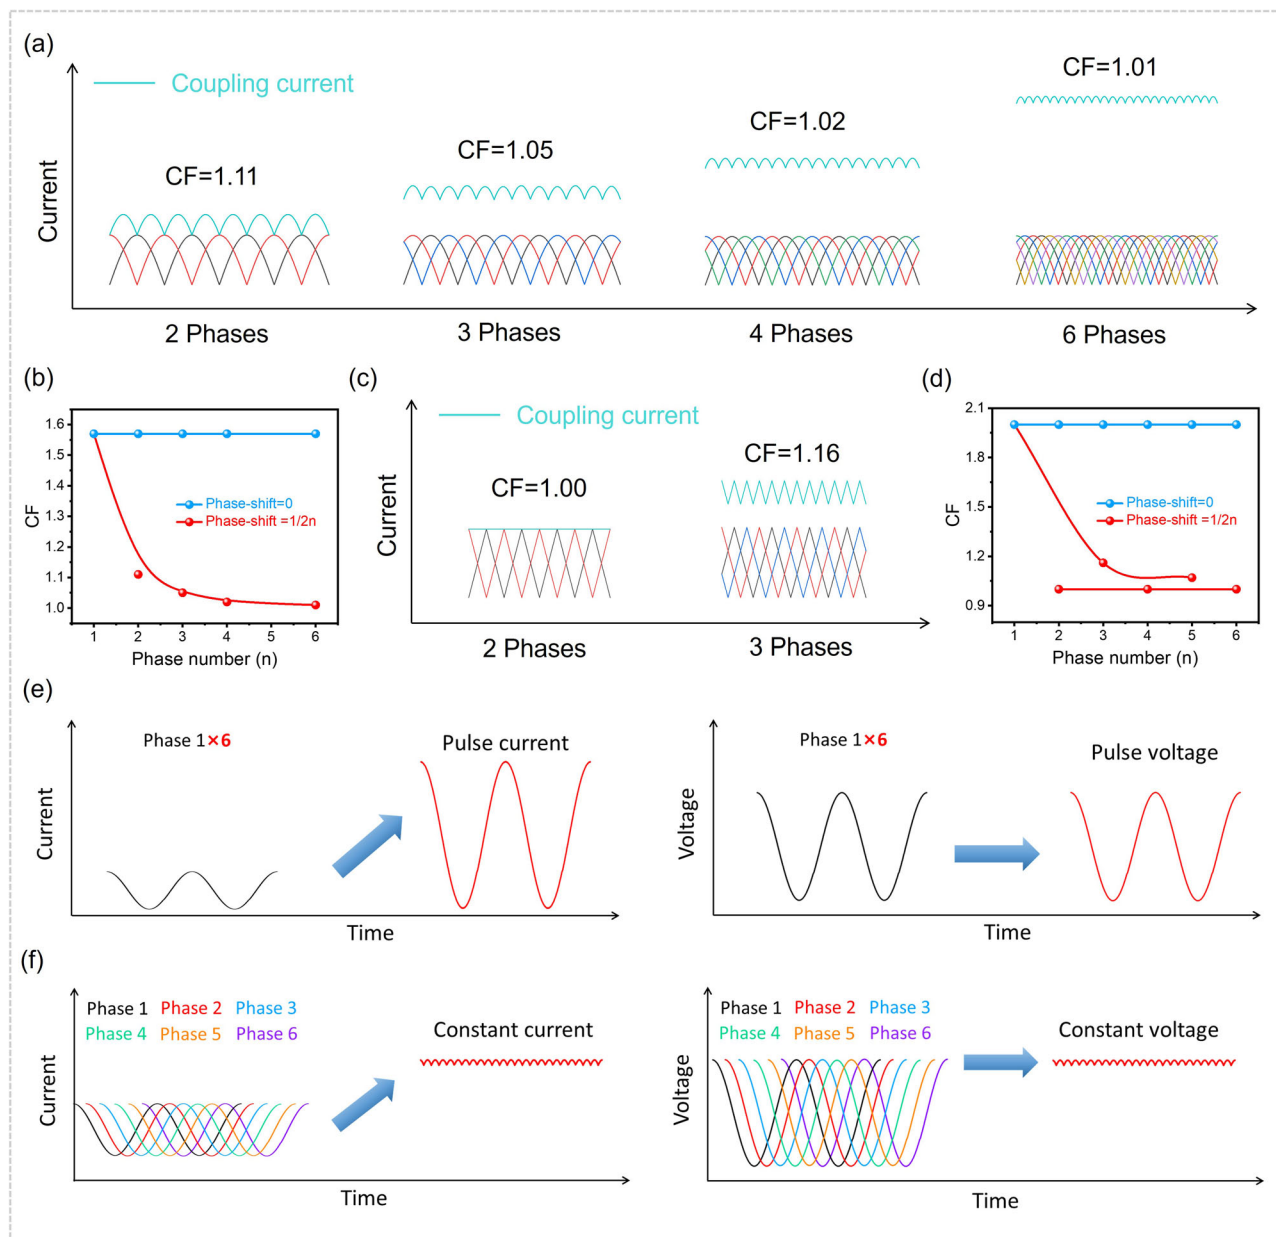 (a)
Coupling current
CF=1.11
CF=1.05
CF=1.02
CF=1.01
Current
2 Phases
3 Phases
4 Phases
6 Phases
(b)
1.6
1.5
1.4
1.3
1.2
1.1
1.0
CF
Phase-shift=0
Phase-shift =1/2n
1 2 3 4 5 6
Phase number (n)
(c)
Coupling current
CF=1.00
CF=1.16
Current
2 Phases
3 Phases
(d)
2.1
1.8
1.5
1.2
0.9
CF
Phase-shift=0
Phase-shift =1/2n
1 2 3 4 5 6
Phase number (n)
(e)
Phase 1×6
Pulse current
Current
Time
Phase 1×6
Pulse voltage
Voltage
Time
(f)
Phase 1 Phase 2 Phase 3
Phase 4 Phase 5 Phase 6
Constant current
Current
Time
Phase 1 Phase 2 Phase 3
Phase 4 Phase 5 Phase 6
Constant voltage
Voltage
Time